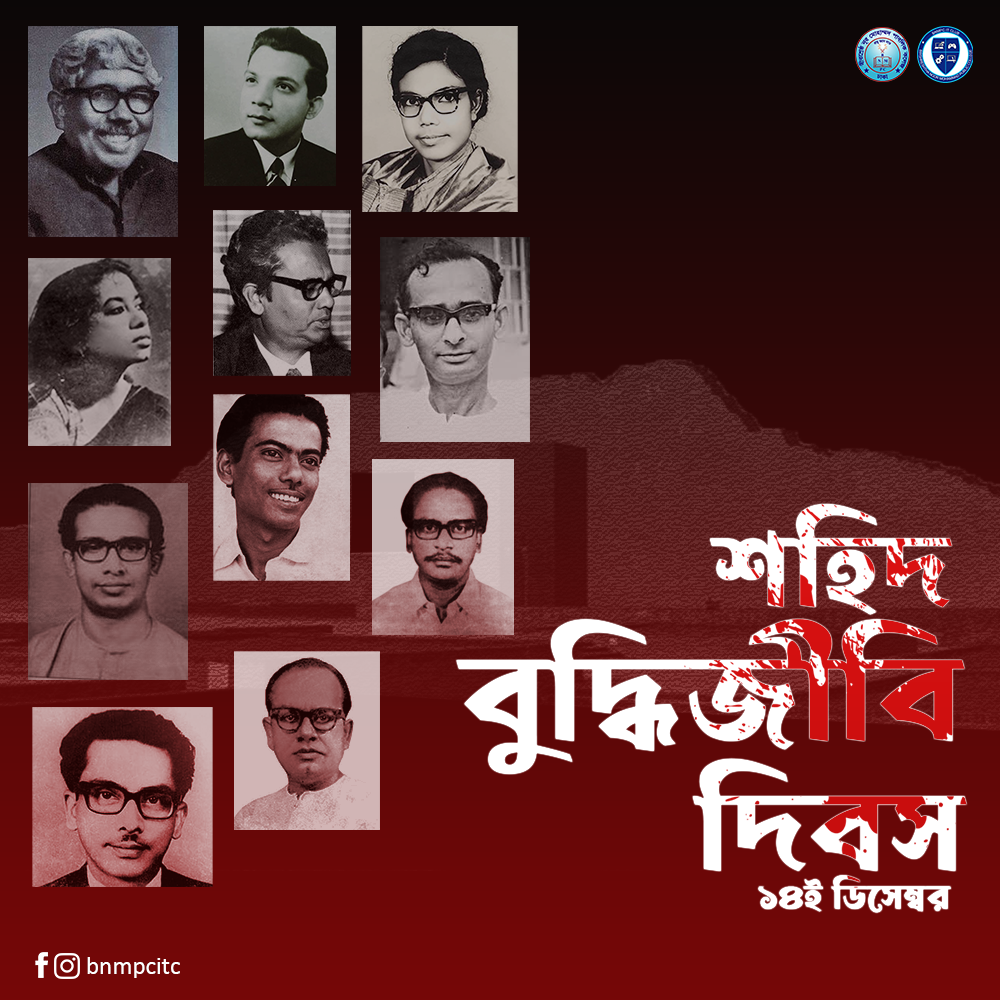 শহিদ
বুদ্ধিজীবি
দিবস
১৪ই ডিসেম্বর
bnmpcitc